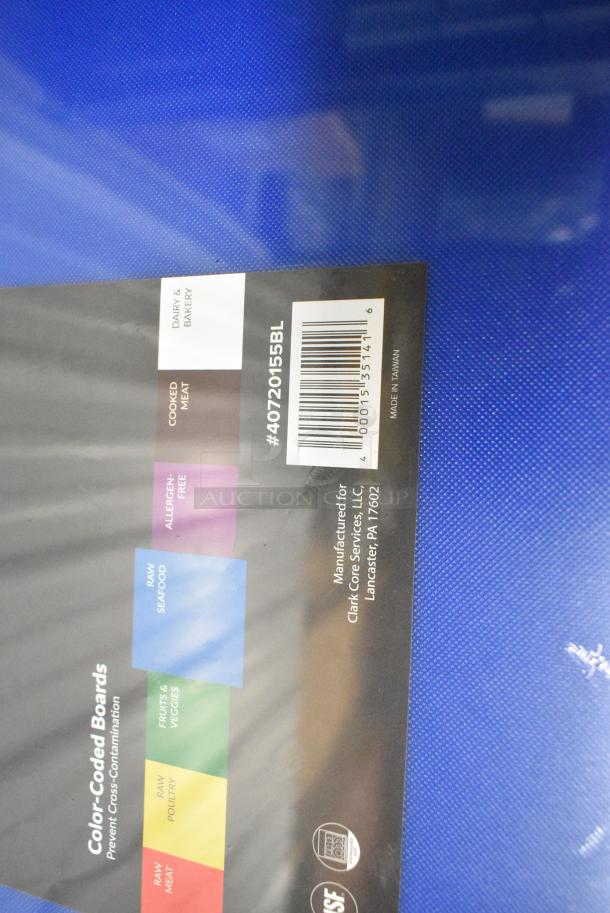 Color-Coded Boards
Prevent Cross-Contamination
RAW
MEAT
RAW
POULTRY
FRUITS &
VEGGIES
RAW
SEAFOOD
ALLERGEN-
FREE
COOKED
MEAT
DAIRY &
BAKERY
#40720155BL
4 00015 35141 6
MADE IN TAIWAN
Manufactured for
Clark Core Services, LLC,
Lancaster, PA 17602
AUCTION GROUP